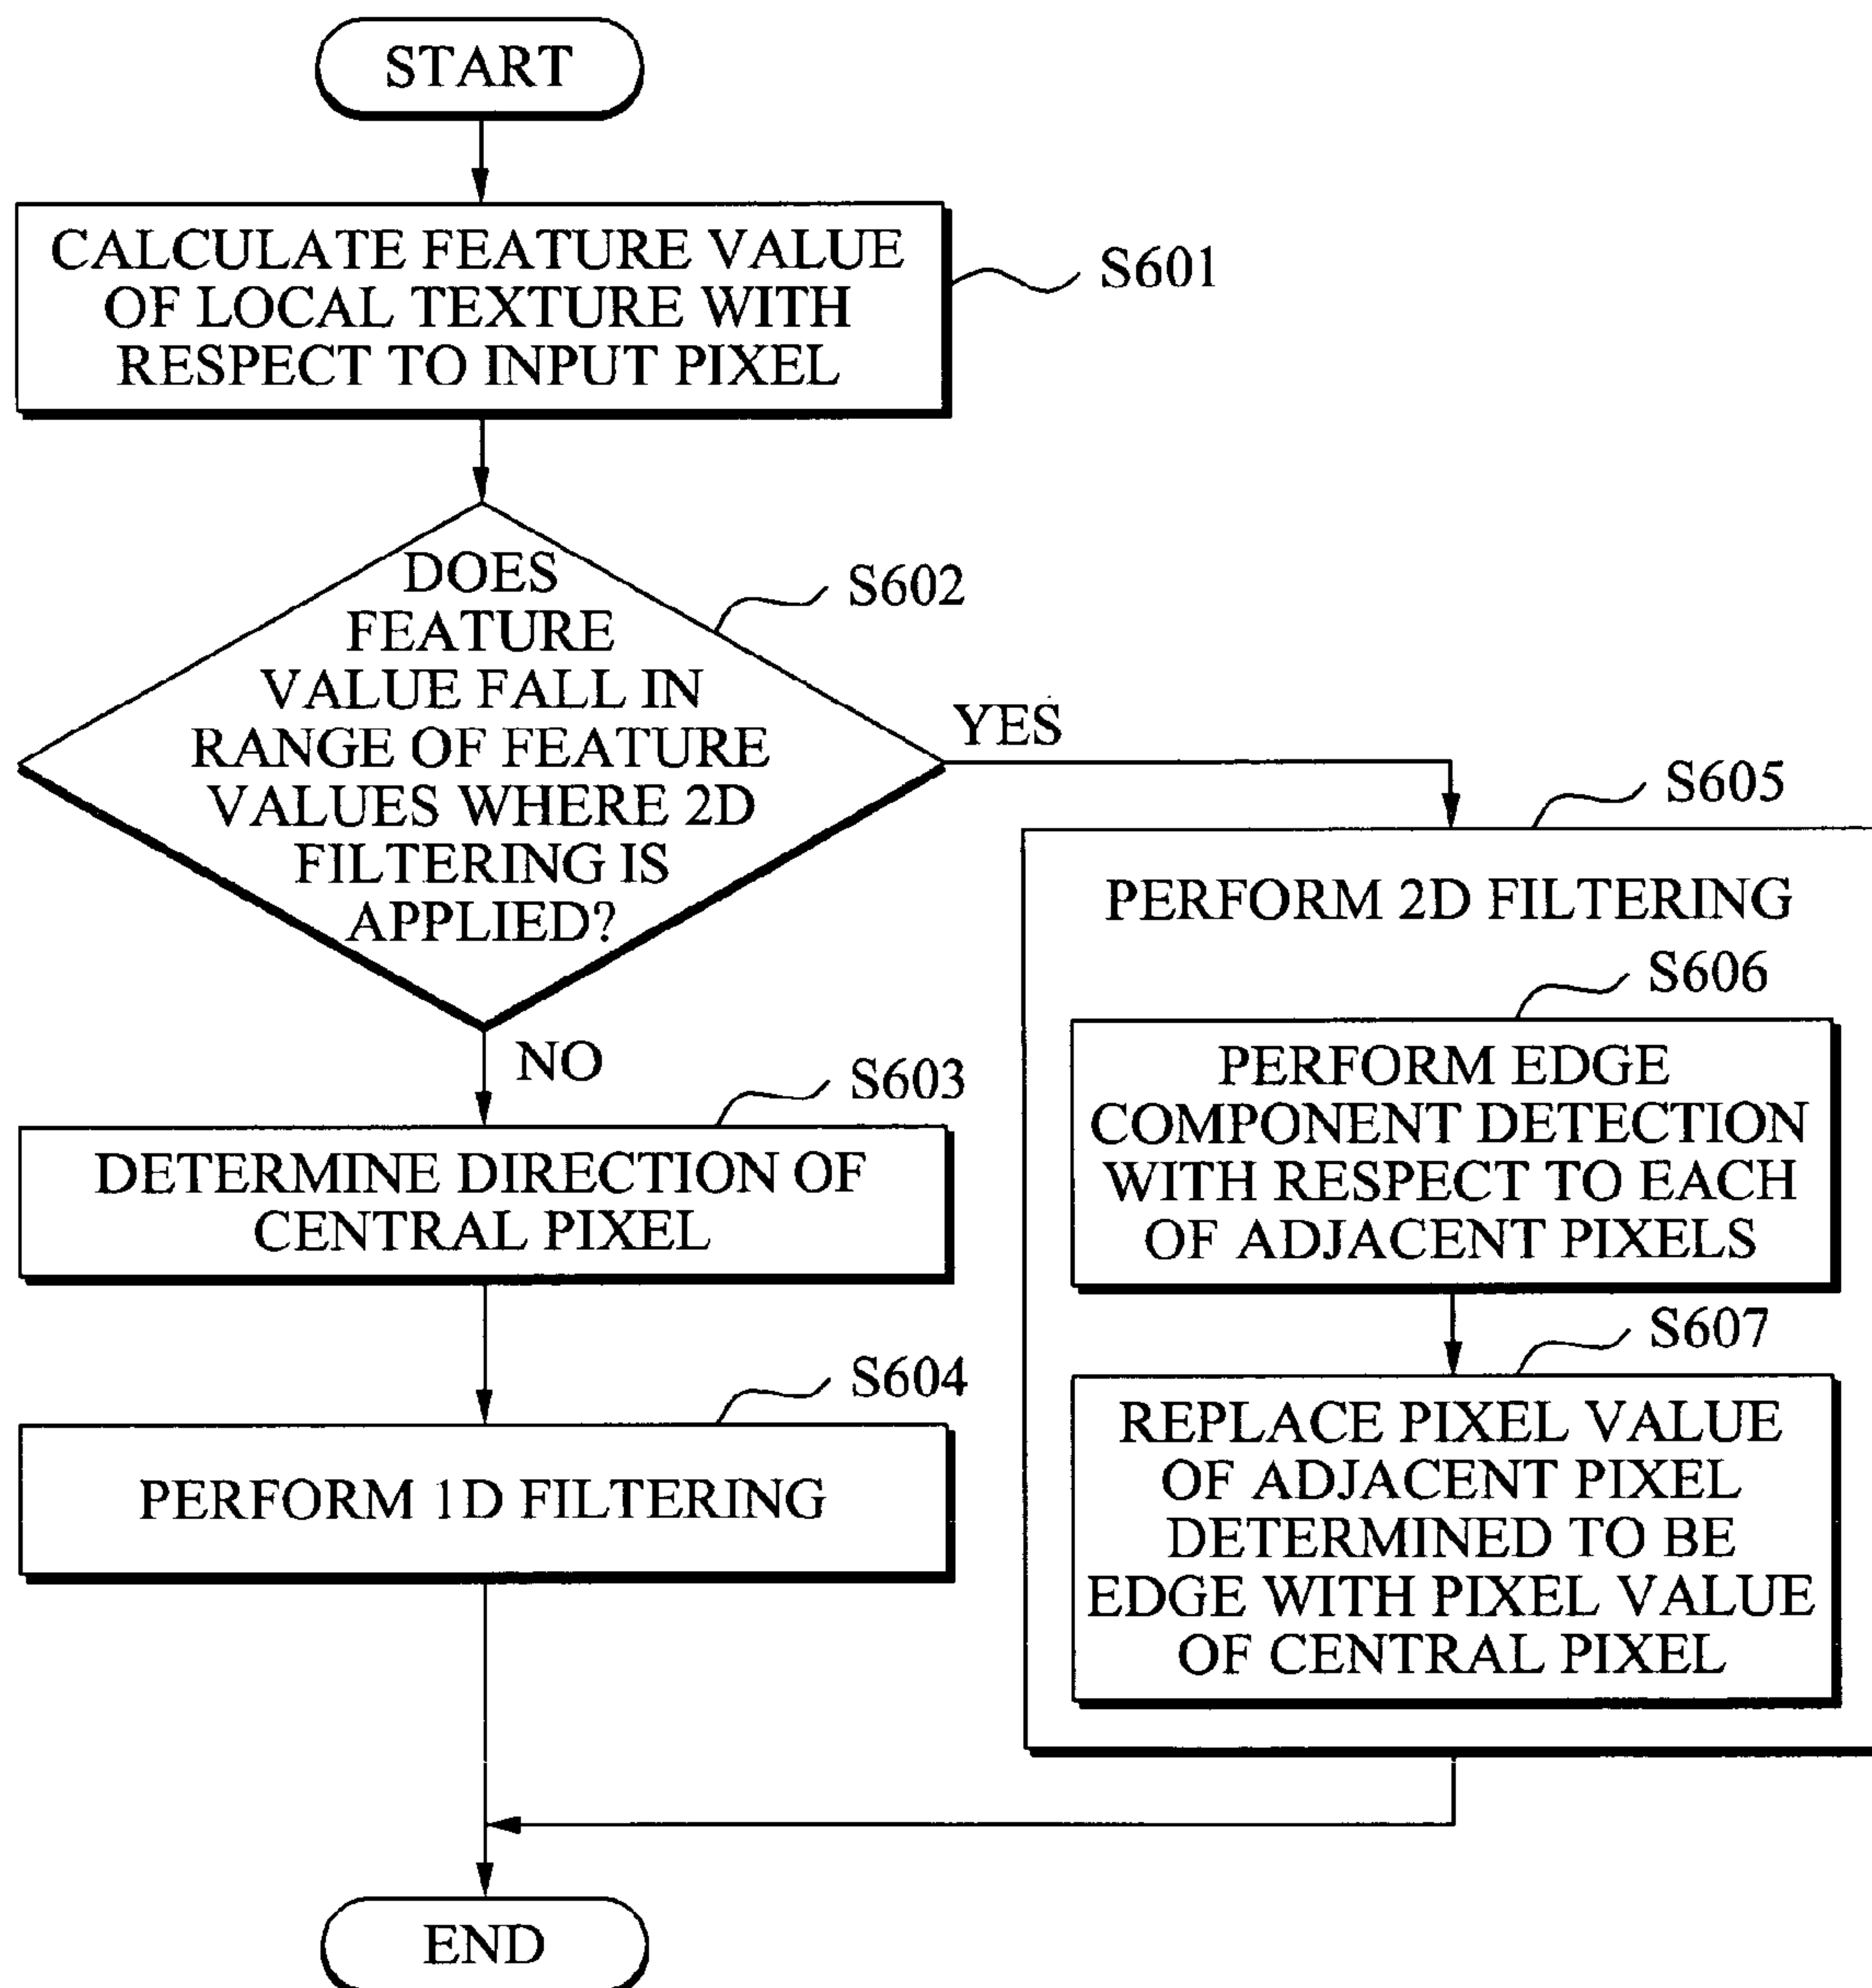 START
CALCULATE FEATURE VALUE
OF LOCAL TEXTURE WITH
RESPECT TO INPUT PIXEL
S601
DOES
FEATURE
VALUE FALL IN
RANGE OF FEATURE
VALUES WHERE 2D
FILTERING IS
APPLIED?
S602
YES
NO
S603
DETERMINE DIRECTION OF
CENTRAL PIXEL
S604
PERFORM 1D FILTERING
S605
PERFORM 2D FILTERING
S606
PERFORM EDGE
COMPONENT DETECTION
WITH RESPECT TO EACH
OF ADJACENT PIXELS
S607
REPLACE PIXEL VALUE
OF ADJACENT PIXEL
DETERMINED TO BE
EDGE WITH PIXEL VALUE
OF CENTRAL PIXEL
END